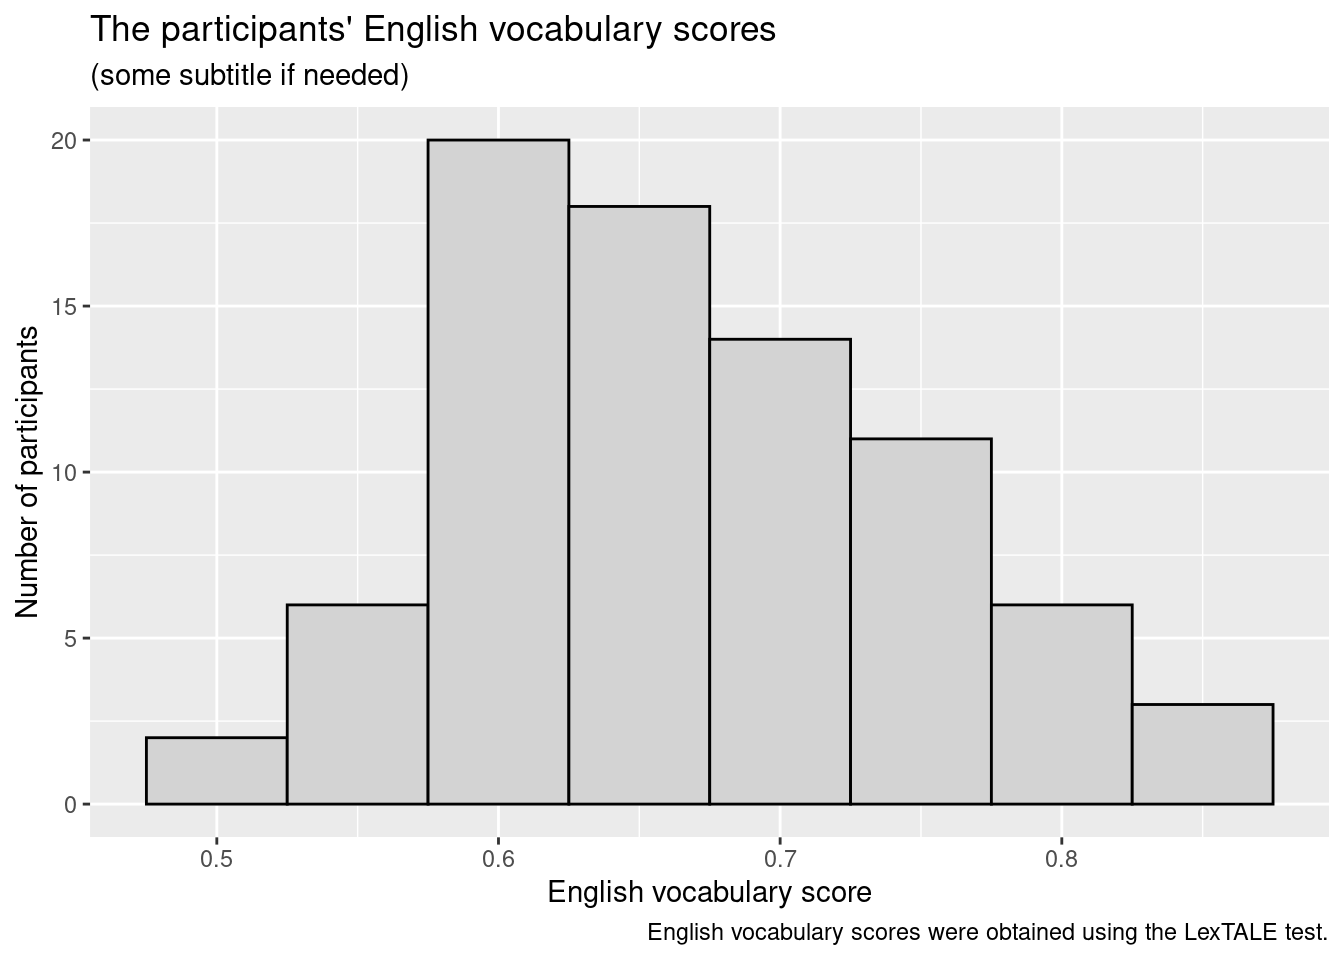 The participants' English vocabulary scores
(some subtitle if needed)
20
15
10
5
0
Number of participants
0.5 0.6 0.7 0.8
English vocabulary score
English vocabulary scores were obtained using the LexTALE test.